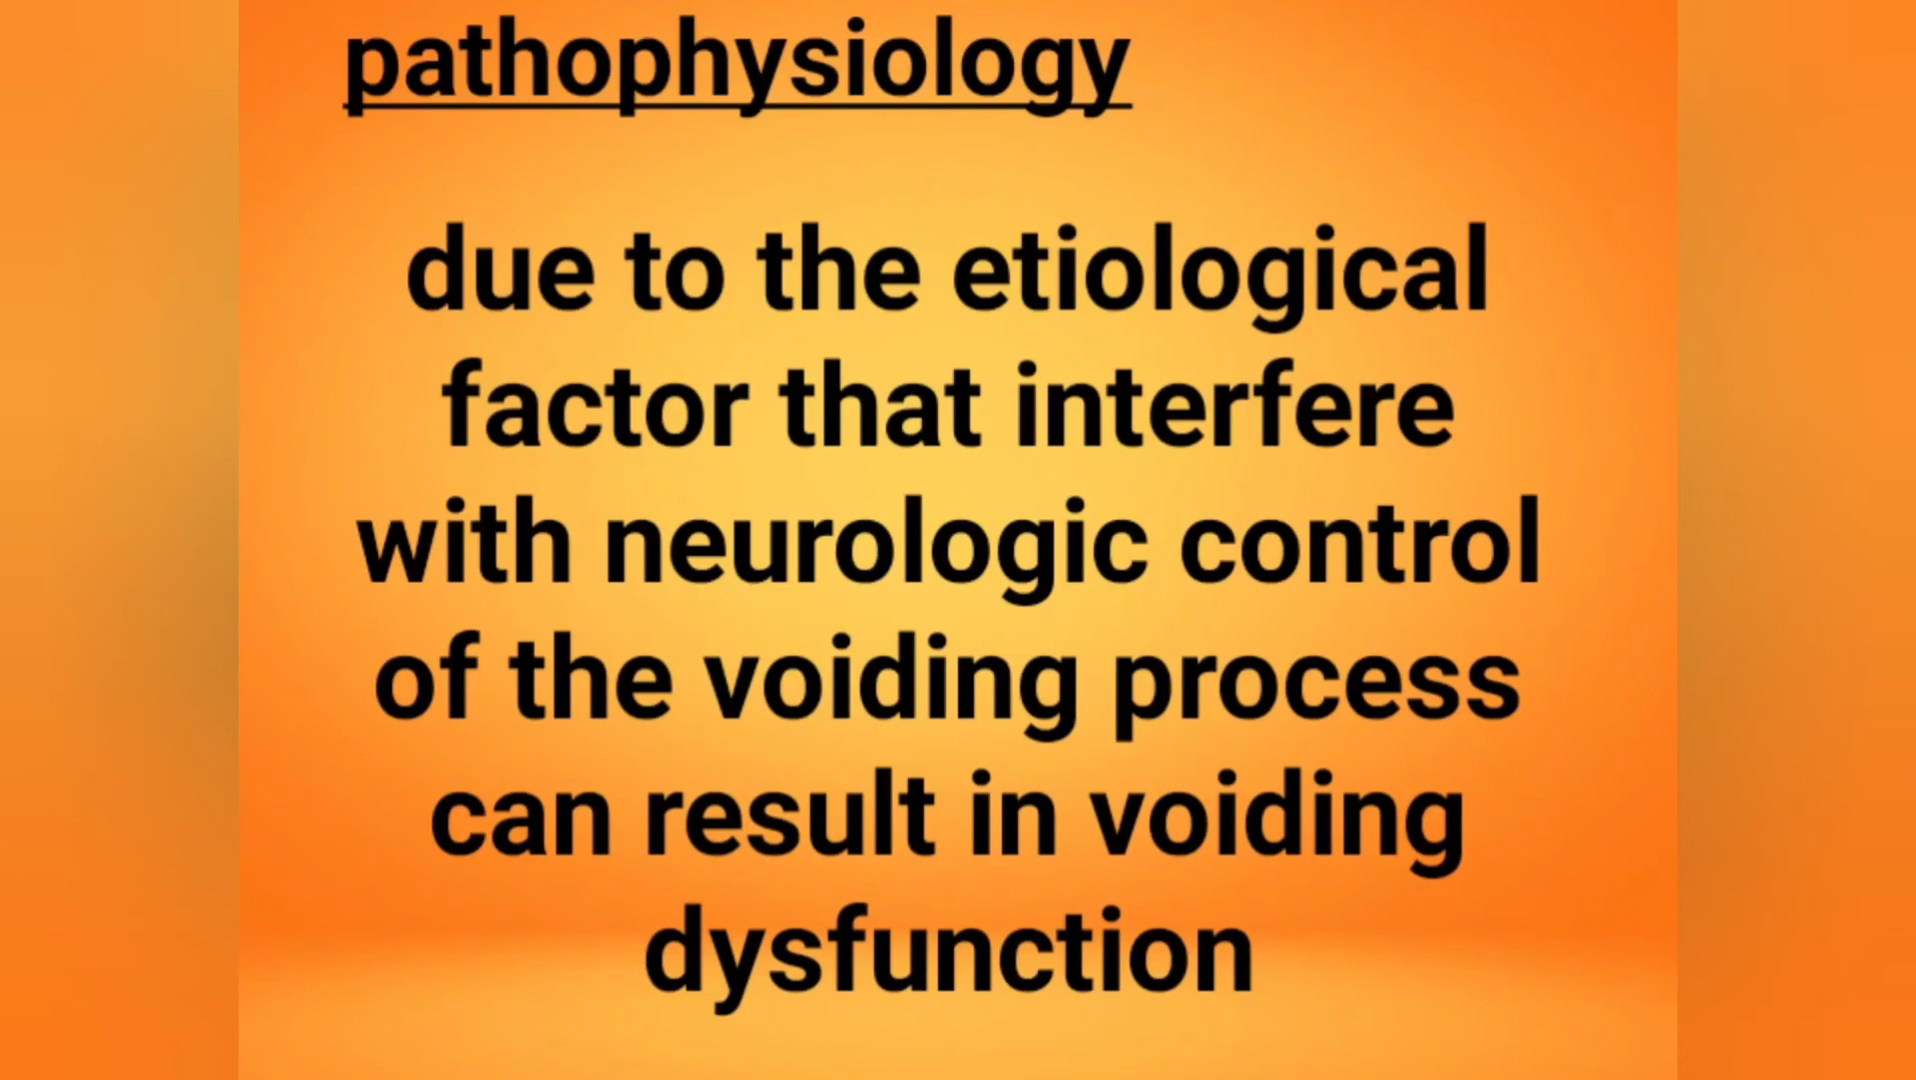 pathophysiology
due to the etiological
factor that interfere
with neurologic control
of the voiding process
can result in voiding
dysfunction